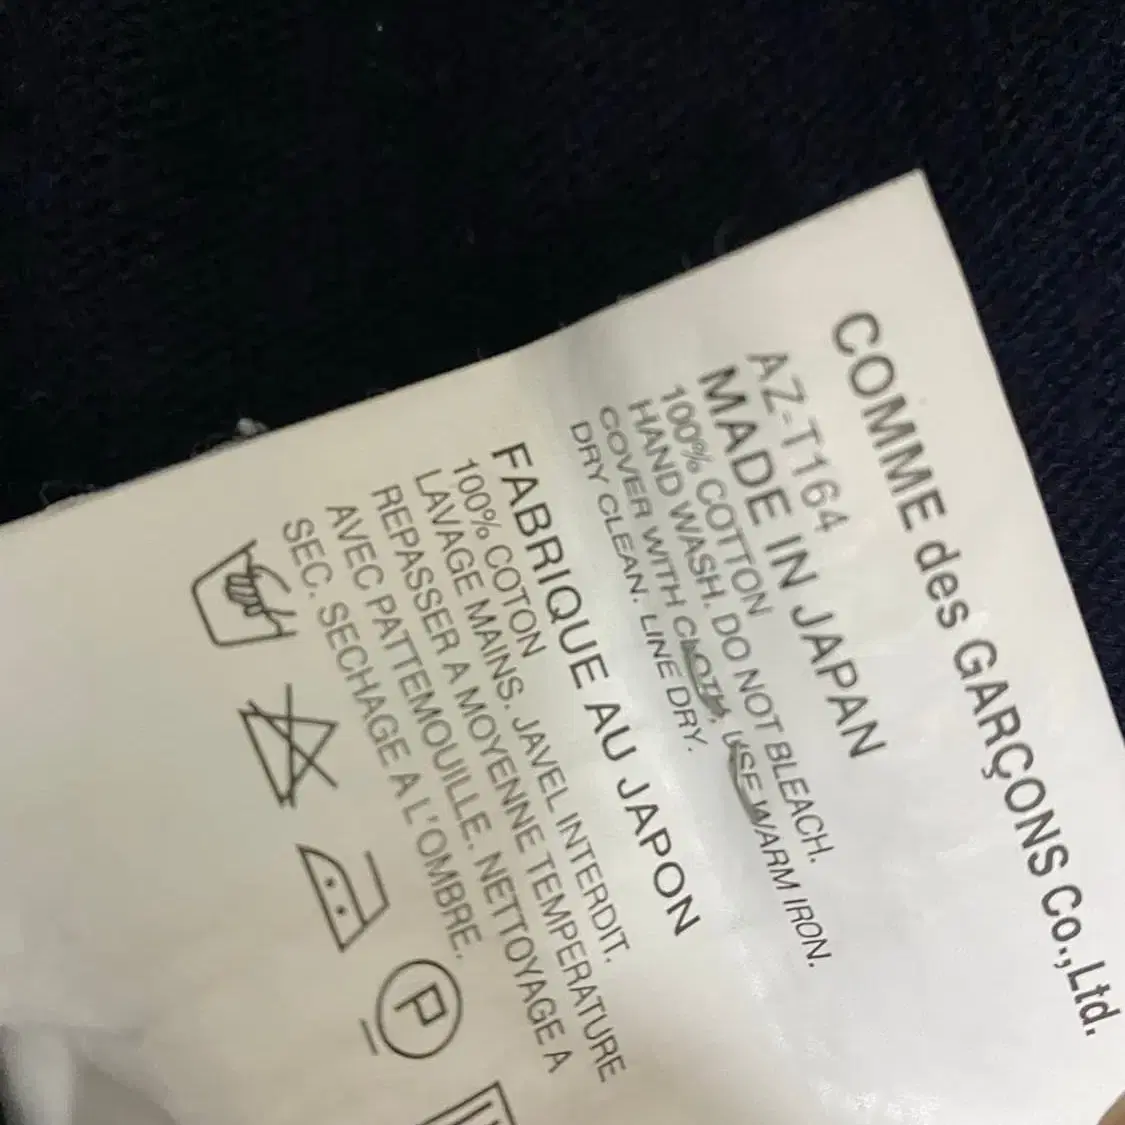 COMME des GARÇONS Co.,Ltd.
AZ-T164
MADE IN JAPAN
100% COTTON
HAND WASH. DO NOT BLEACH.
COVER WITH CLOTH, USE WARM IRON.
DRY CLEAN. LINE DRY.
FABRIQUE AU JAPON
100% COTON
LAVAGE MAINS. JAVEL INTERDIT.
REPASSER A MOYENNE TEMPERATURE
AVEC PATTEMOUILLE. NETTOYAGE A
SEC. SECHAGE A L'OMBRE.
P